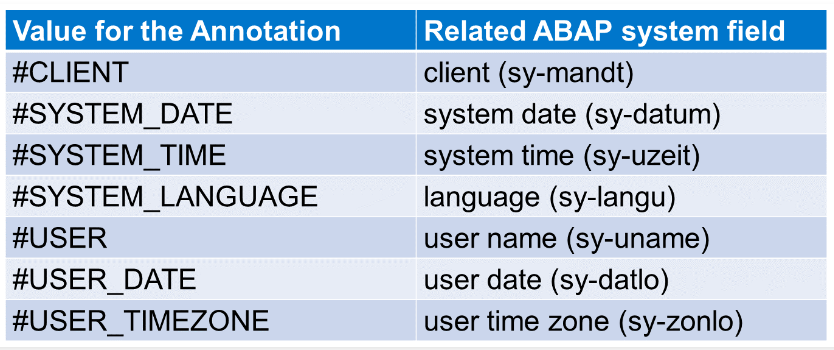 Value for the Annotation Related ABAP system field
#CLIENT client (sy-mandt)
#SYSTEM_DATE system date (sy-datum)
#SYSTEM_TIME system time (sy-uzeit)
#SYSTEM_LANGUAGE language (sy-langu)
#USER user name (sy-uname)
#USER_DATE user date (sy-datlo)
#USER_TIMEZONE user time zone (sy-zonlo)